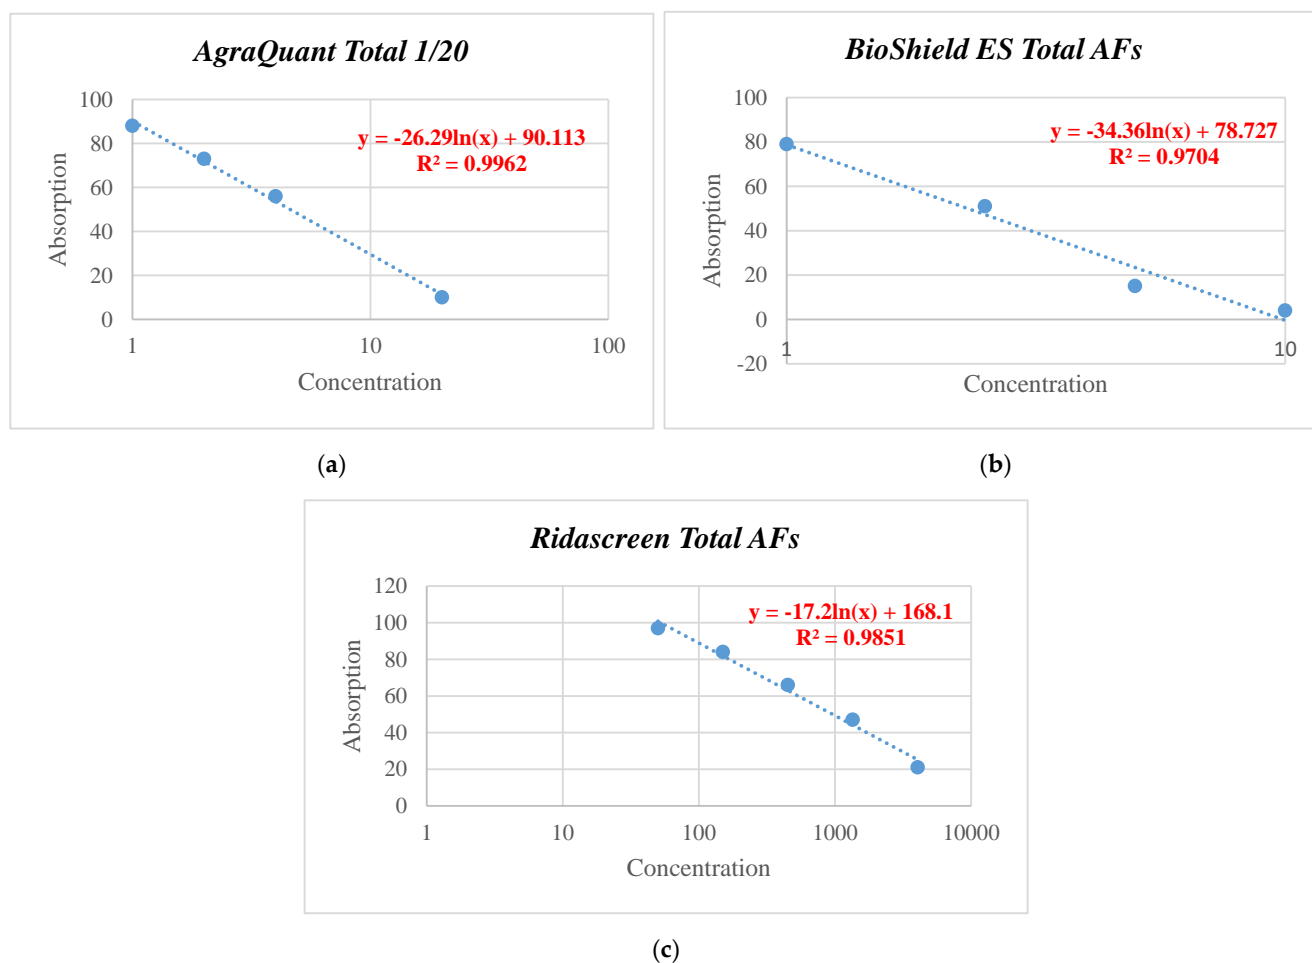 AgraQuant Total 1/20
y = -26.29ln(x) + 90.113
R² = 0.9962
100
80
60
40
20
0
1
10
100
Absorption
Concentration
(a)
BioShield ES Total AFs
y = -34.36ln(x) + 78.727
R² = 0.9704
100
80
60
40
20
0
-20
1
10
Absorption
Concentration
(b)
Ridascreen Total AFs
y = -17.2ln(x) + 168.1
R² = 0.9851
120
100
80
60
40
20
0
1
10
100
1000
10000
Absorption
Concentration
(c)